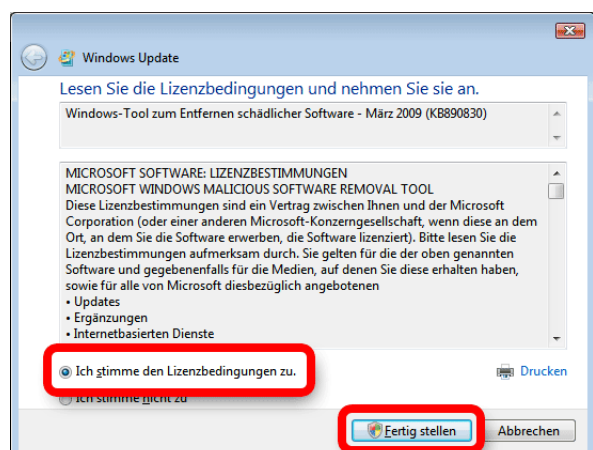 Windows Update
Lesen Sie die Lizenzbedingungen und nehmen Sie sie an.
Windows-Tool zum Entfernen schädlicher Software - März 2009 (KB890830)
MICROSOFT SOFTWARE: LIZENZBESTIMMUNGEN
MICROSOFT WINDOWS MALICIOUS SOFTWARE REMOVAL TOOL
Diese Lizenzbestimmungen sind ein Vertrag zwischen Ihnen und der Microsoft
Corporation (oder einer anderen Microsoft-Konzerngesellschaft, wenn diese an dem
Ort, an dem Sie die Software erwerben, die Software lizenziert). Bitte lesen Sie die
Lizenzbestimmungen aufmerksam durch. Sie gelten für die der oben genannten
Software und gegebenenfalls für die Medien, auf denen Sie diese erhalten haben,
sowie für alle von Microsoft diesbezüglich angebotenen
• Updates
• Ergänzungen
• Internetbasierten Dienste
Ich stimme den Lizenzbedingungen zu.
Drucken
Ich stimme nicht zu
Fertig stellen
Abbrechen